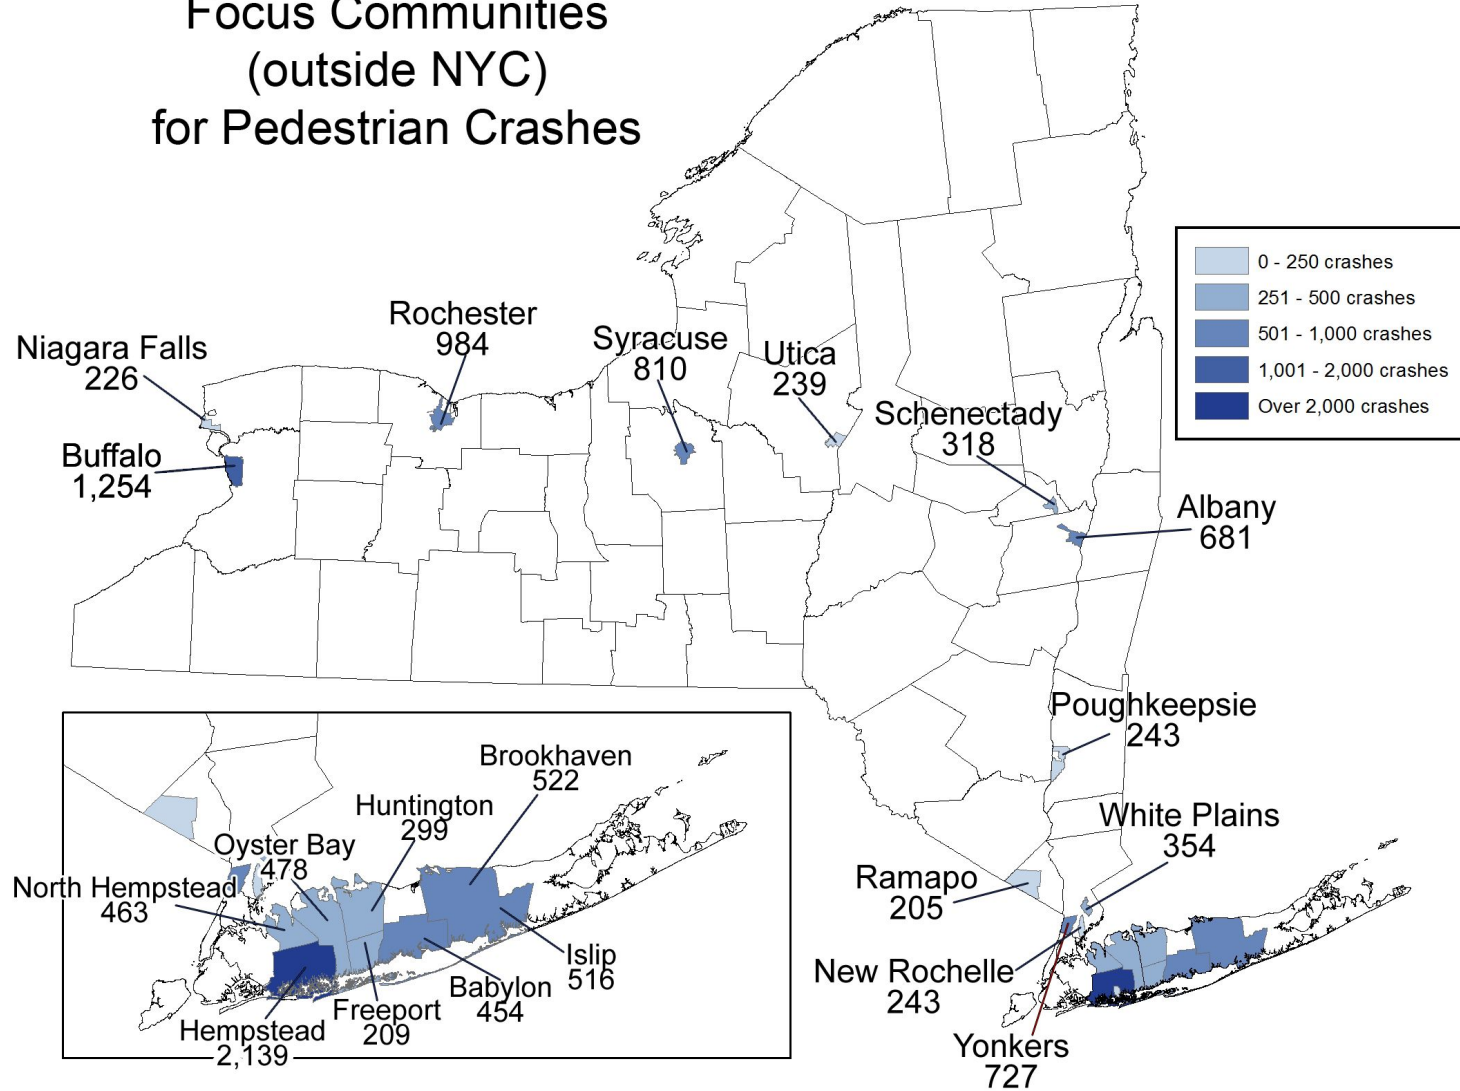 Focus Communities
(outside NYC)
for Pedestrian Crashes
0 - 250 crashes
251 - 500 crashes
501 - 1,000 crashes
1,001 - 2,000 crashes
Over 2,000 crashes
Niagara Falls
226
Buffalo
1,254
Rochester
984
Syracuse
810
Utica
239
Schenectady
318
Albany
681
Poughkeepsie
243
White Plains
354
Ramapo
205
New Rochelle
243
Yonkers
727
Brookhaven
522
Huntington
299
Oyster Bay
478
North Hempstead
463
Islip
516
Babylon
454
Freeport
209
Hempstead
2,139